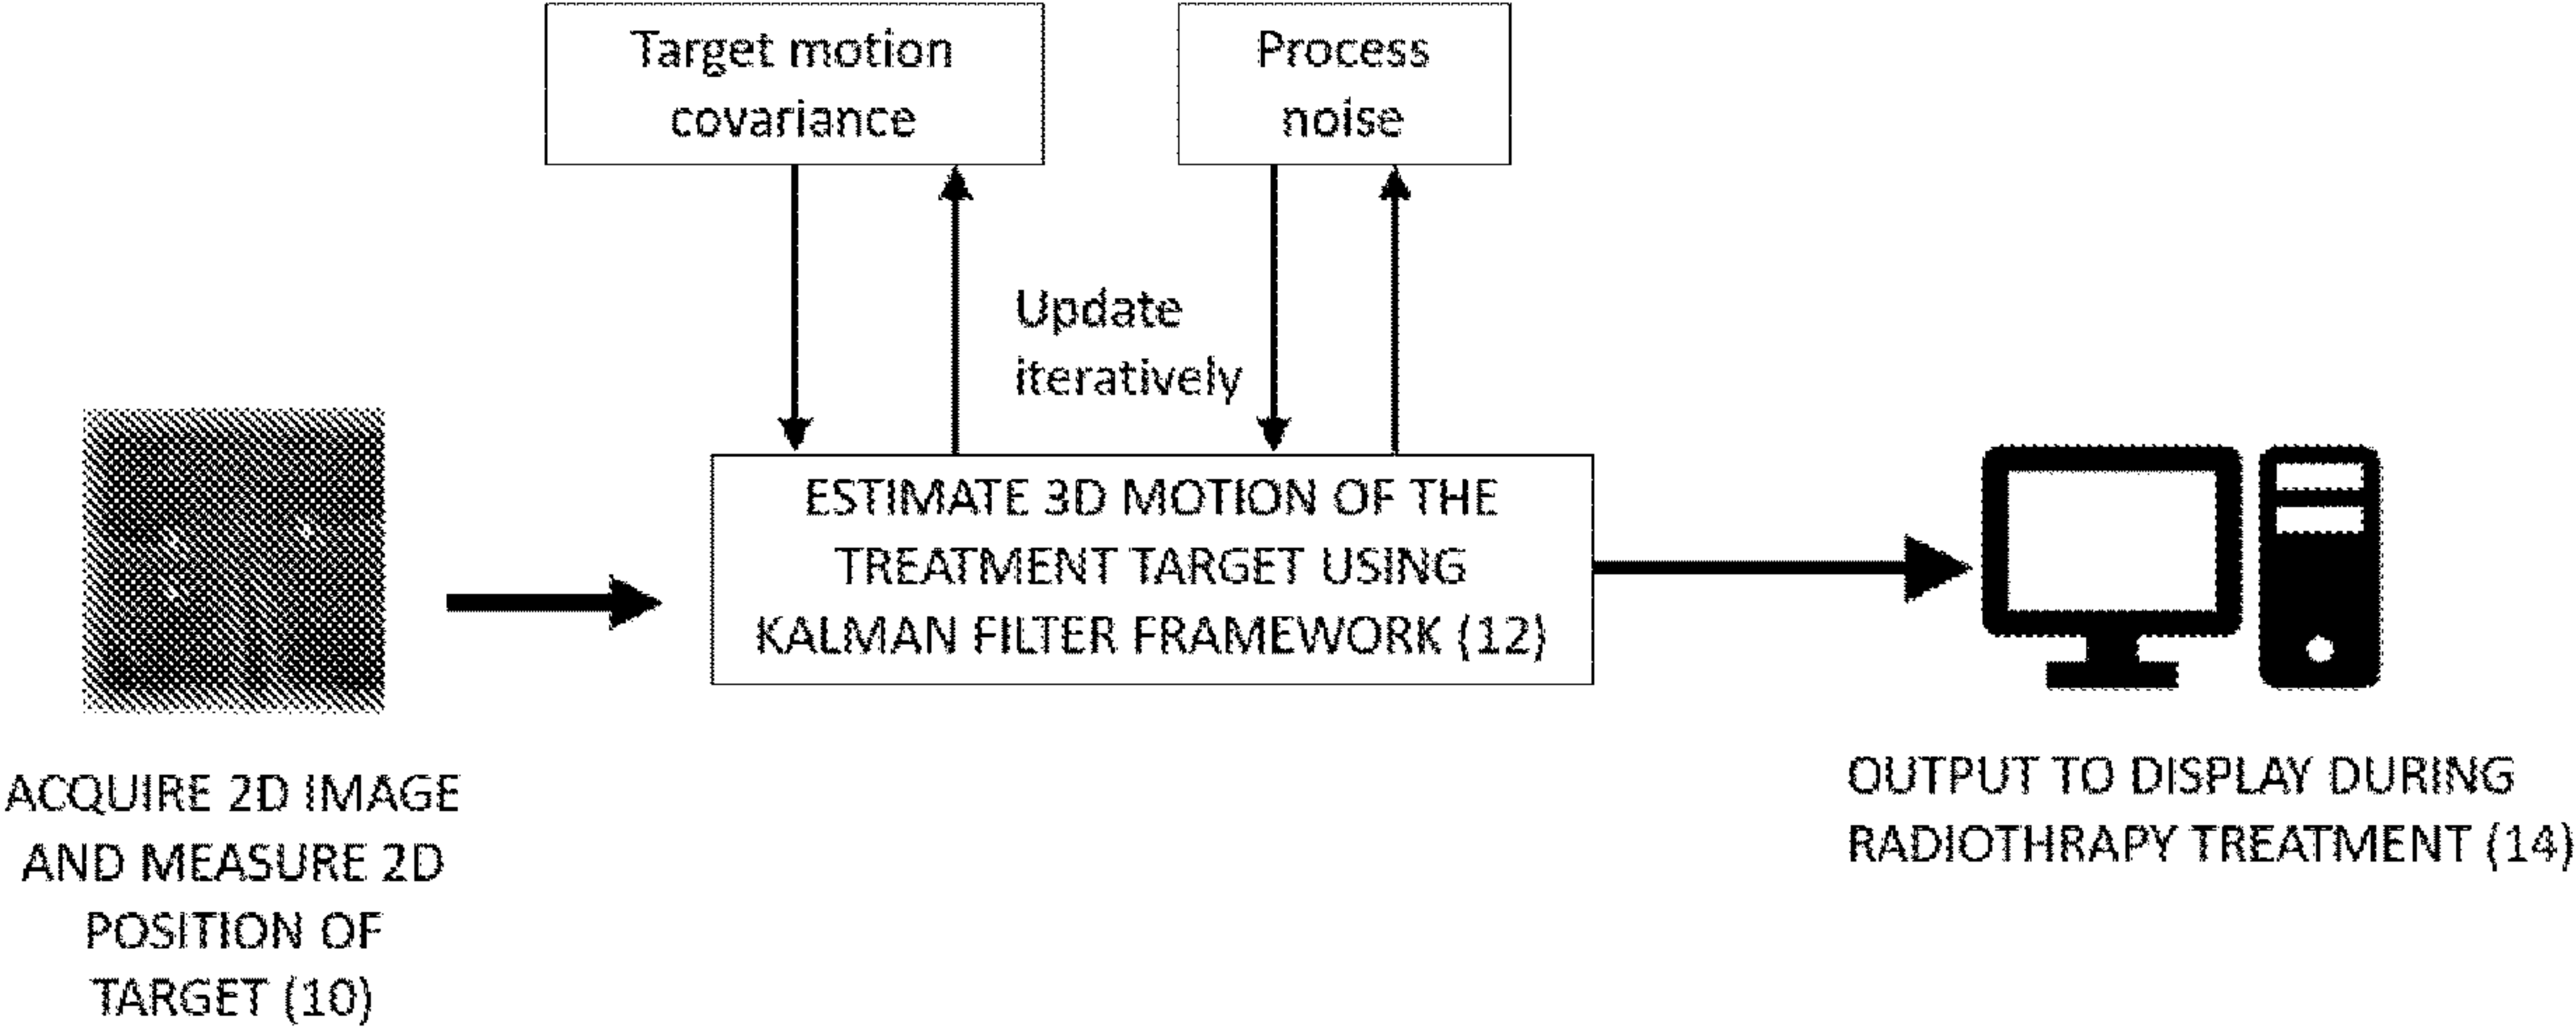 Target motion
covariance
Process
noise
Update
iteratively
ESTIMATE 3D MOTION OF THE
TREATMENT TARGET USING
KALMAN FILTER FRAMEWORK (12)
ACQUIRE 2D IMAGE
AND MEASURE 2D
POSITION OF
TARGET (10)
OUTPUT TO DISPLAY DURING
RADIOTHRAPY TREATMENT (14)